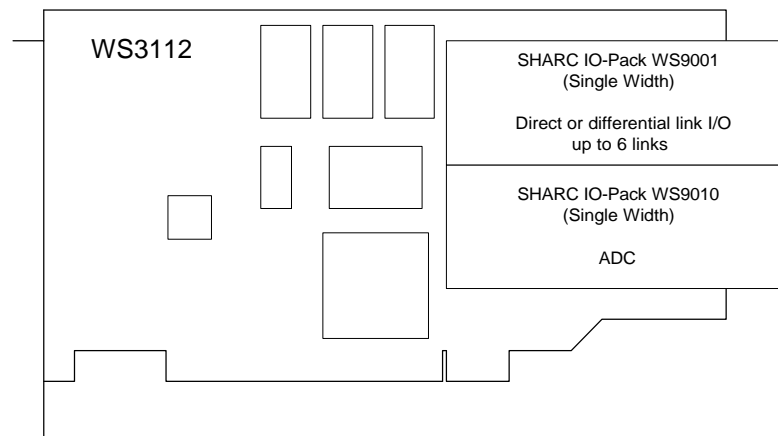 WS3112
SHARC IO-Pack WS9001
(Single Width)
Direct or differential link I/O
up to 6 links
SHARC IO-Pack WS9010
(Single Width)
ADC